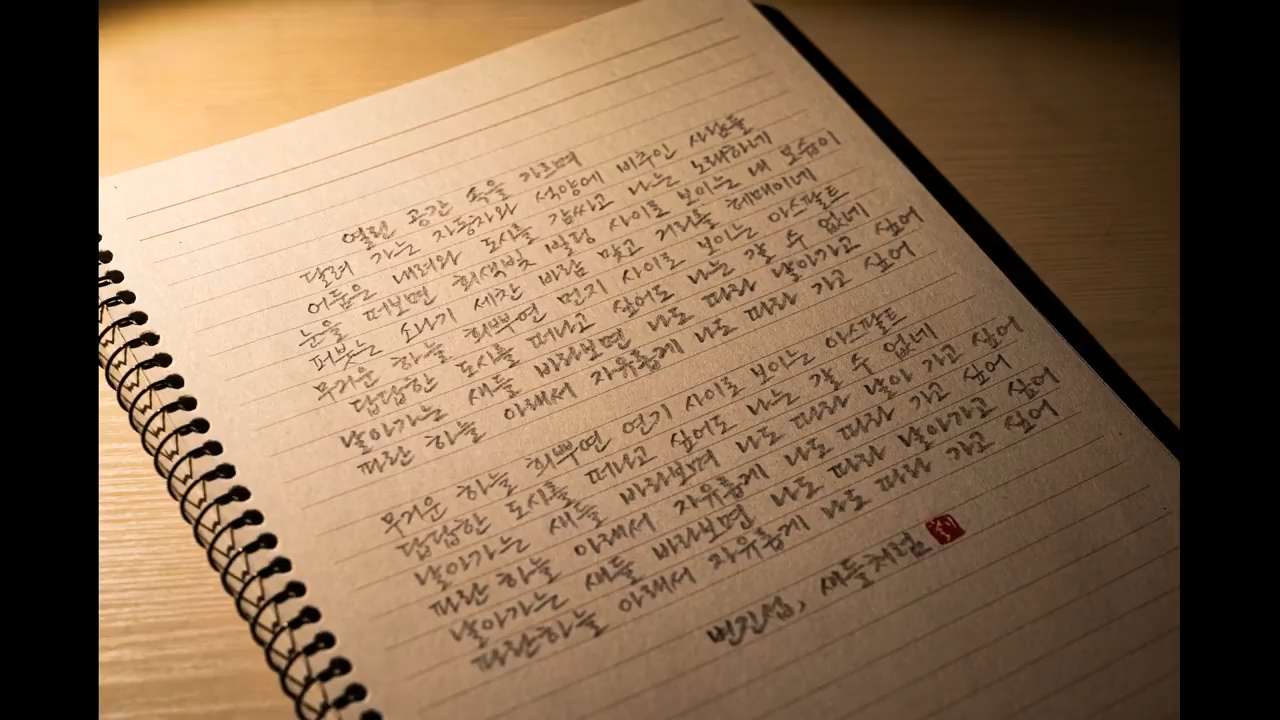 열린 공간 속을 가르며
달려 가는 자동차와 석양에 비추인 사람들
어둠은 내려와 도시를 감싸고 나는 노래하네
눈을 떠보면 회색빛 빌딩 사이로 보이는 내 모습이
퍼붓는 소나기 세찬 바람 맞고 거리를 헤매이네
무거운 하늘 희뿌연 먼지 사이로 보이는 아스팔트
답답한 도시를 떠나고 싶어도 나는 갈 수 없네
날아가는 새들 바라보면 나도 따라 날아가고 싶어
파란 하늘 아래서 자유롭게 나도 따라 가고 싶어
무거운 하늘 희뿌연 연기 사이로 보이는 아스팔트
답답한 도시를 떠나고 싶어도 나는 갈 수 없네
날아가는 새들 바라보며 나도 따라 날아 가고 싶어
파란 하늘 아래서 자유롭게 나도 따라 가고 싶어
날아가는 새들 바라보면 나도 따라 날아가고 싶어
파란하늘 아래서 자유롭게 나도 따라 가고 싶어
변진섭, 새들처럼